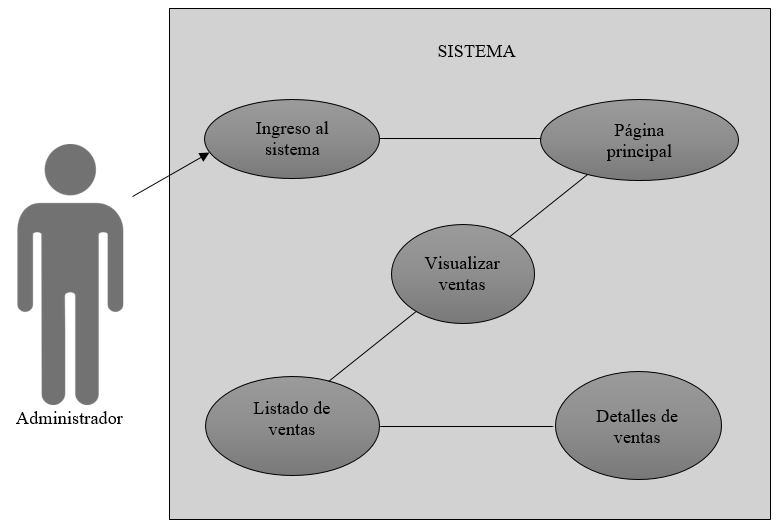 SISTEMA
Ingreso al
sistema
Página
principal
Visualizar
ventas
Listado de
ventas
Detalles de
ventas
Administrador